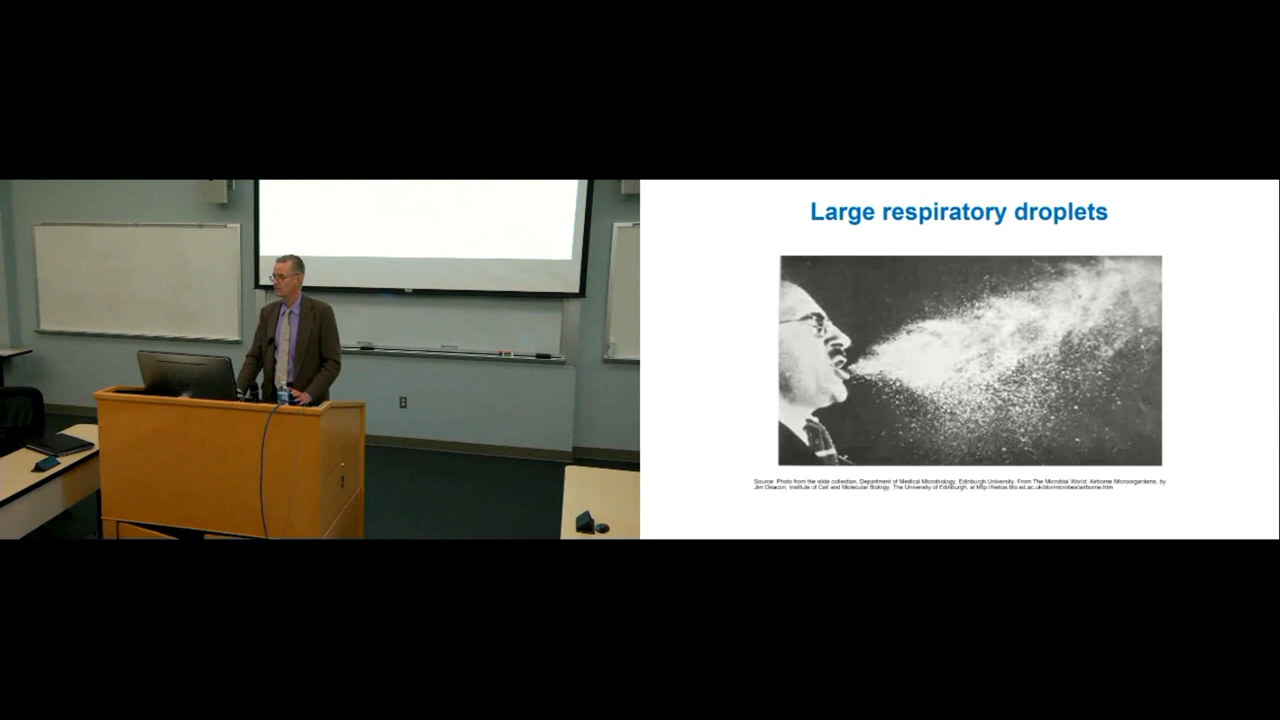 Large respiratory droplets
Source: Photo from the slide collection, Department of Medical Microbiology, Edinburgh University, From The Microbial World: Airborne Microorganisms, by
Jim Deacon, Institute of Cell and Molecular Biology, The University of Edinburgh, at